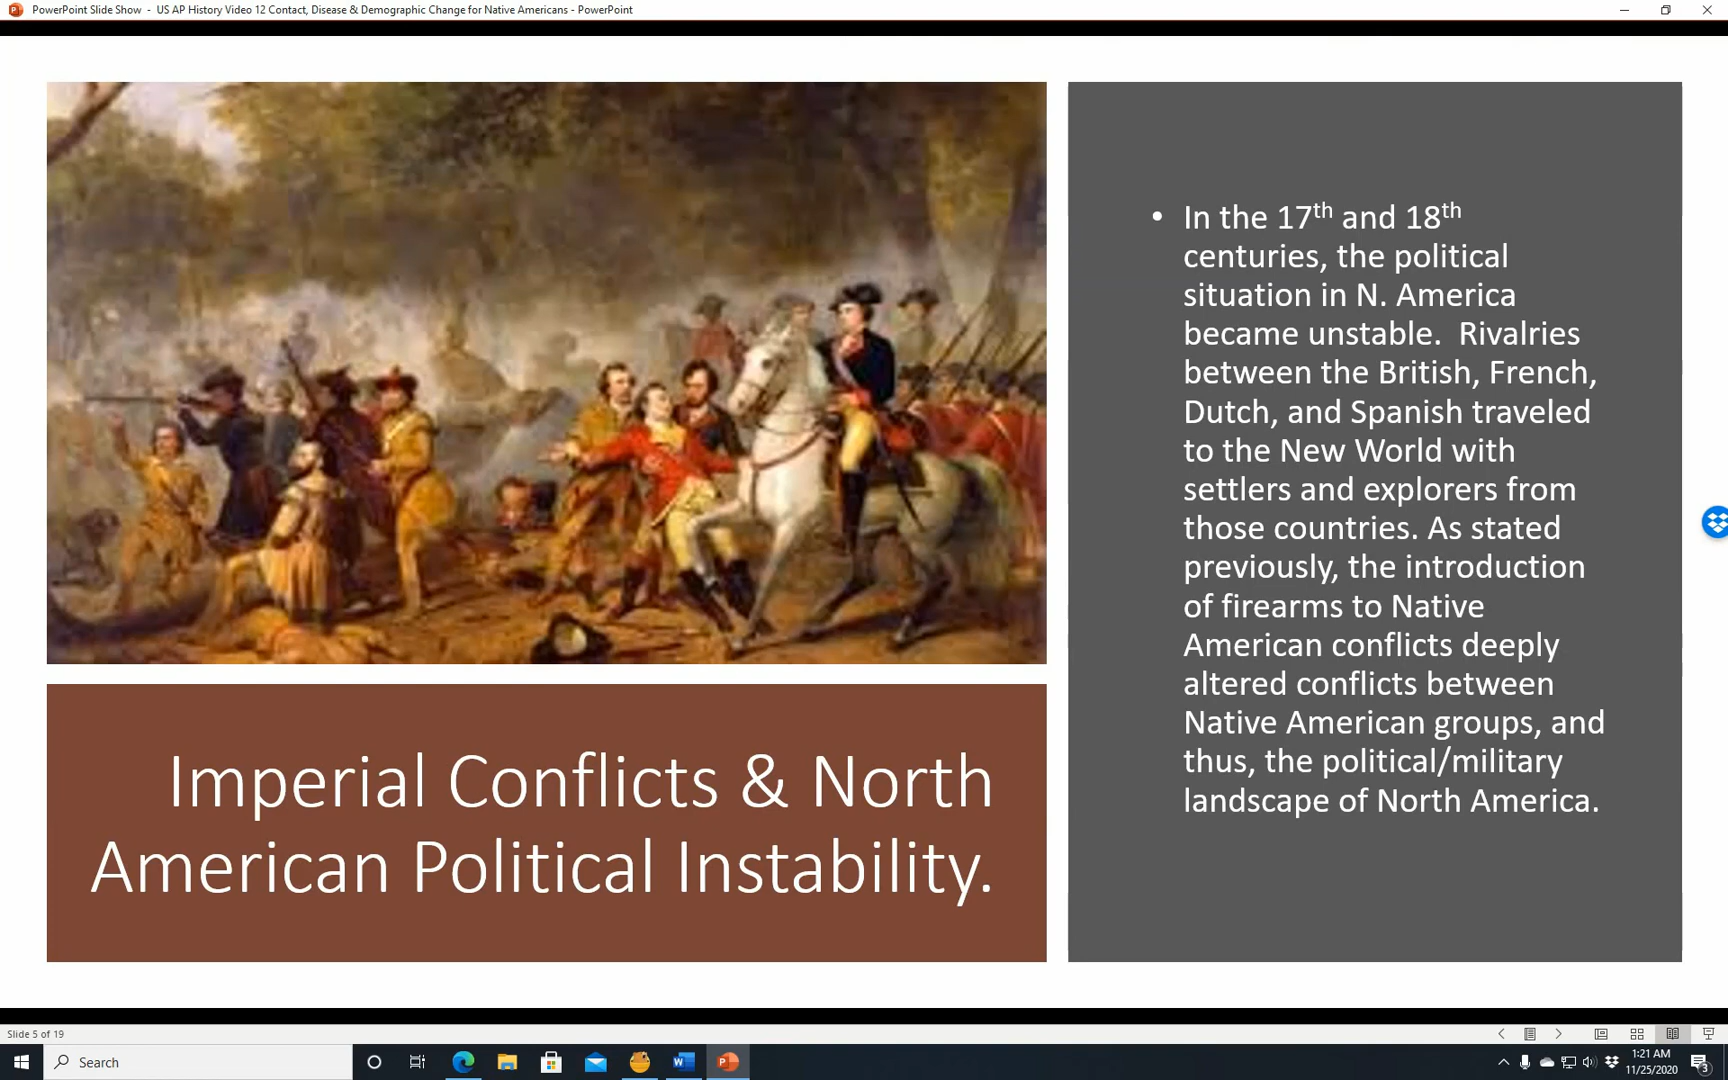 PowerPoint Slide Show - US AP History Video 12 Contact, Disease & Demographic Change for Native Americans - PowerPoint
Imperial Conflicts & North
American Political Instability.
• In the 17th and 18th
centuries, the political
situation in N. America
became unstable.  Rivalries
between the British, French,
Dutch, and Spanish traveled
to the New World with
settlers and explorers from
those countries. As stated
previously, the introduction
of firearms to Native
American conflicts deeply
altered conflicts between
Native American groups, and
thus, the political/military
landscape of North America.
Slide 5 of 19
Search
1:21 AM
11/25/2020
3